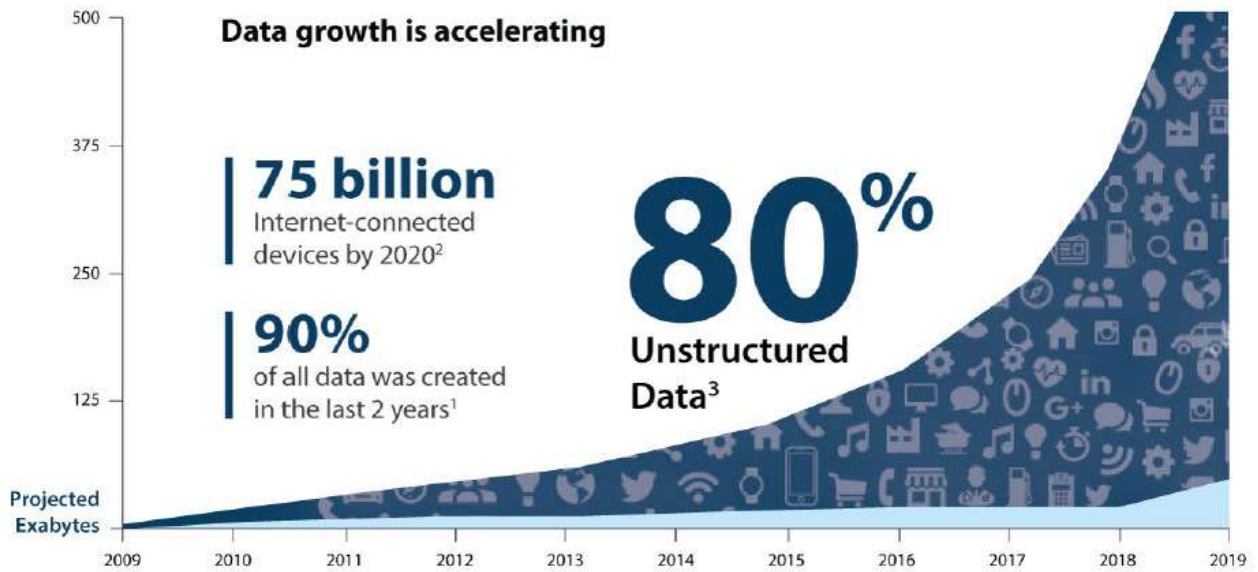 Data growth is accelerating
500
375
250
125
75 billion
Internet-connected
devices by 2020²
90%
of all data was created
in the last 2 years¹
80%
Unstructured
Data³
Projected
Exabytes
2009 2010 2011 2012 2013 2014 2015 2016 2017 2018 2019